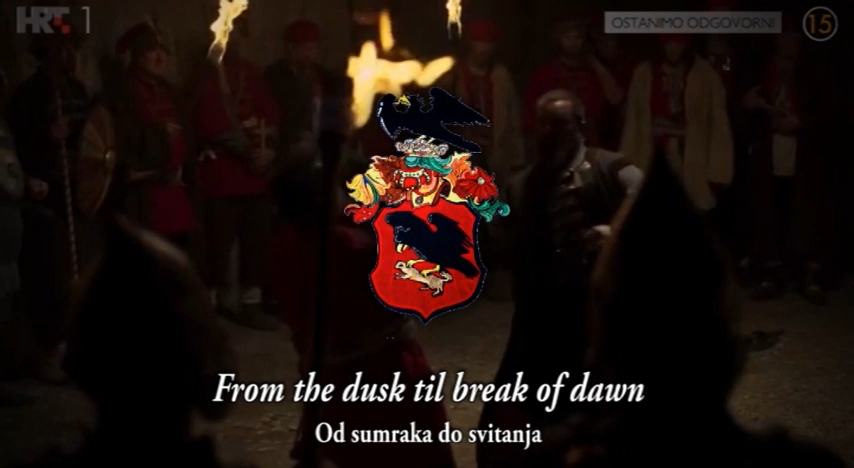 HRT 1
OSTANIMO ODGOVORNI
15
From the dusk til break of dawn
Od sumraka do svitanja